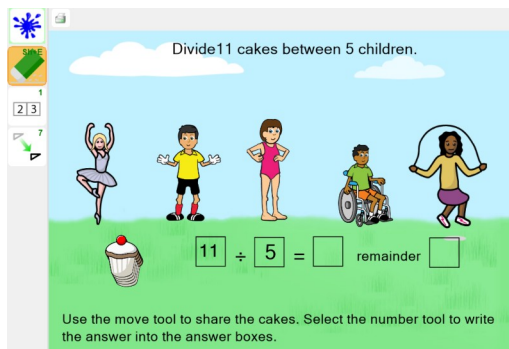 Divide11 cakes between 5 children.
1
2 3
7
11 ÷ 5 = remainder
Use the move tool to share the cakes. Select the number tool to write
the answer into the answer boxes.